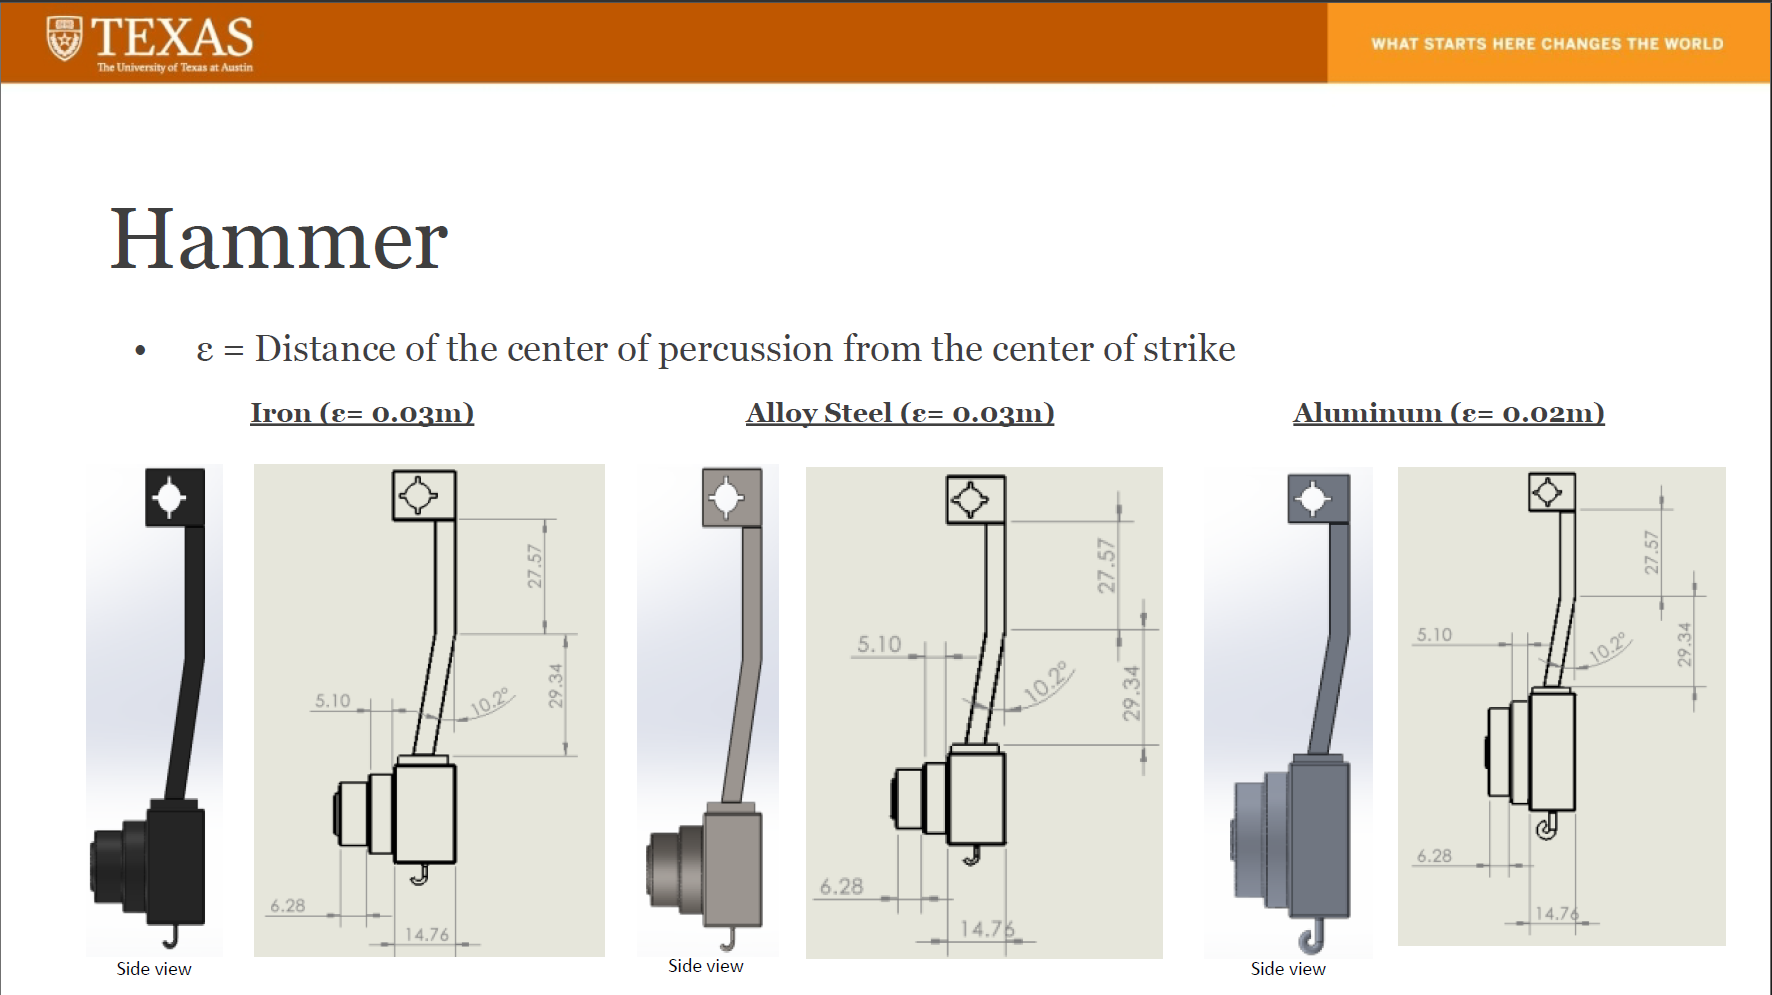 TEXAS
The University of Texas at Austin
WHAT STARTS HERE CHANGES THE WORLD
Hammer
• ε = Distance of the center of percussion from the center of strike
Iron (ε= 0.03m)
27.57
29.34
5.10
10.2°
6.28
14.76
Side view
Alloy Steel (ε= 0.03m)
27.57
5.10
10.2°
29.34
6.28
14.76
Side view
Aluminum (ε= 0.02m)
27.57
5.10
10.2°
29.34
6.28
14.76
Side view